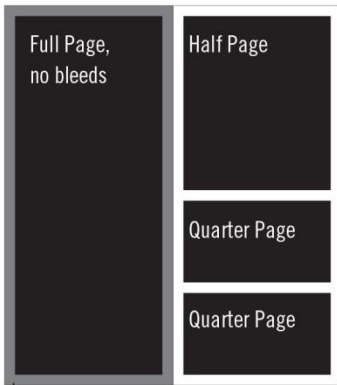 Full Page,
no bleeds
Half Page
Quarter Page
Quarter Page